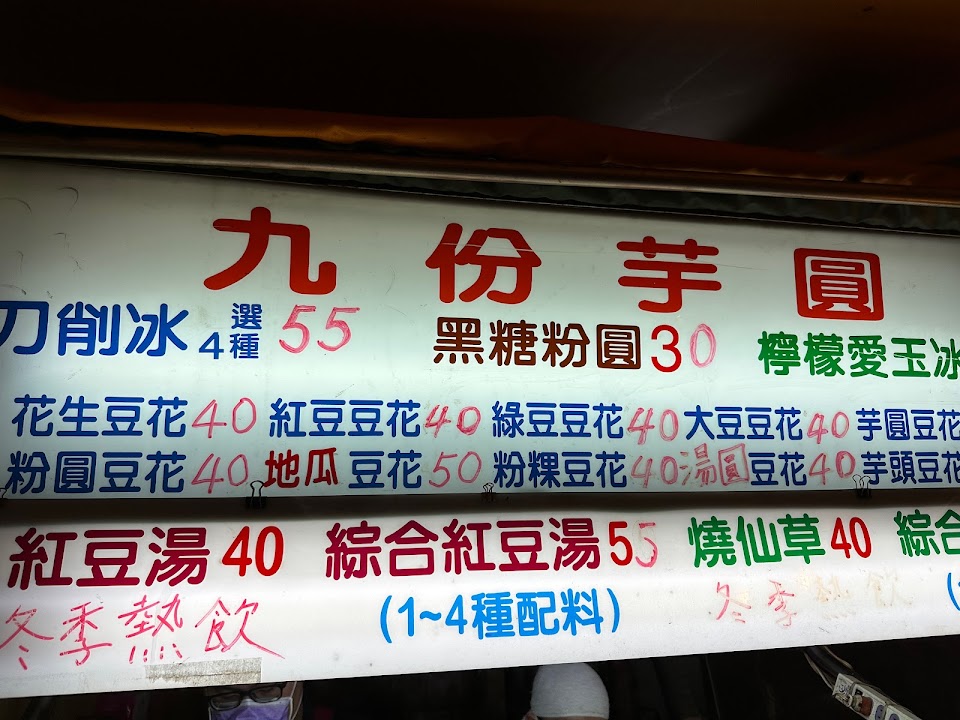 九份芋圓
刀削冰 4選種 55 黑糖粉圓 30 檸檬愛玉冰
花生豆花 40 紅豆豆花 40 綠豆豆花 40 大豆豆花 40 芋圓豆花
粉圓豆花 40 地瓜豆花 50 粉粿豆花 40 湯圓豆花 40 芋頭豆花
紅豆湯 40 綜合紅豆湯 55 燒仙草 40 綜合
冬季熱飲 (1~4種配料) 冬季熱飲